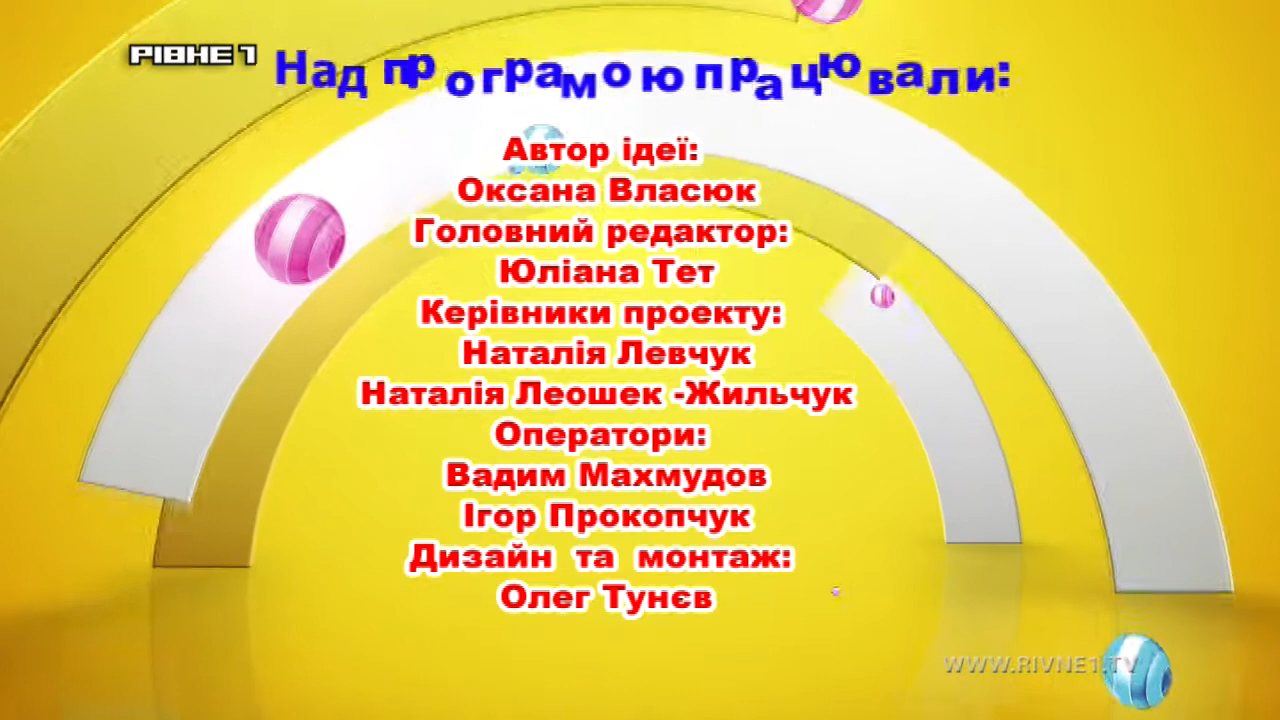 РІВНЕ 1
Над програмою працювали:
Автор ідеї:
Оксана Власюк
Головний редактор:
Юліана Тет
Керівники проекту:
Наталія Левчук
Наталія Леошек -Жильчук
Оператори:
Вадим Махмудов
Ігор Прокопчук
Дизайн та монтаж:
Олег Тунєв
WWW.RIVNE1.TV